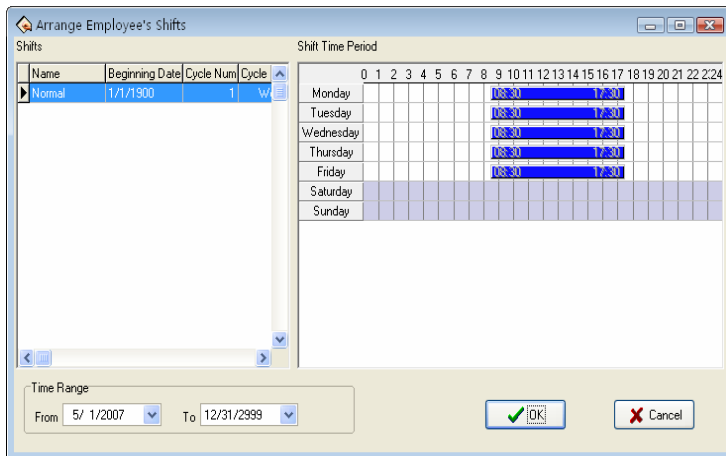 Arrange Employee's Shifts
Shifts
Shift Time Period
Name Beginning Date Cycle Num Cycle
Normal 1/1/1900 1 We
0 1 2 3 4 5 6 7 8 9 10 11 12 13 14 15 16 17 18 19 20 21 22 2:24
Monday 08:30 17:30
Tuesday 08:30 17:30
Wednesday 08:30 17:30
Thursday 08:30 17:30
Friday 08:30 17:30
Saturday
Sunday
Time Range
From 5/ 1/2007 To 12/31/2999
OK
Cancel